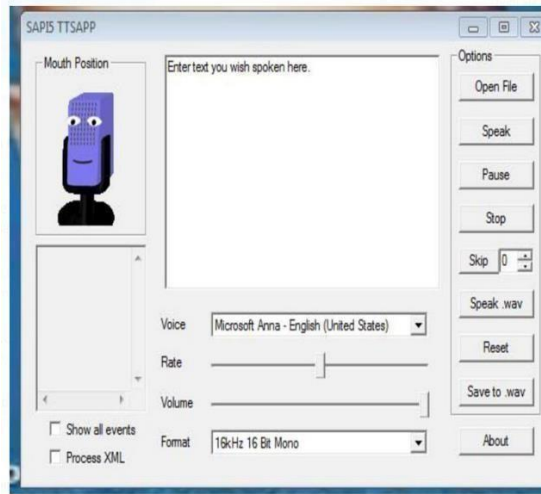 SAPI5 TTSAPP
Mouth Position
Enter text you wish spoken here.
Options
Open File
Speak
Pause
Stop
Skip 0
Speak .wav
Reset
Save to .wav
About
Voice Microsoft Anna - English (United States)
Rate
Volume
Format 16kHz 16 Bit Mono
Show all events
Process XML